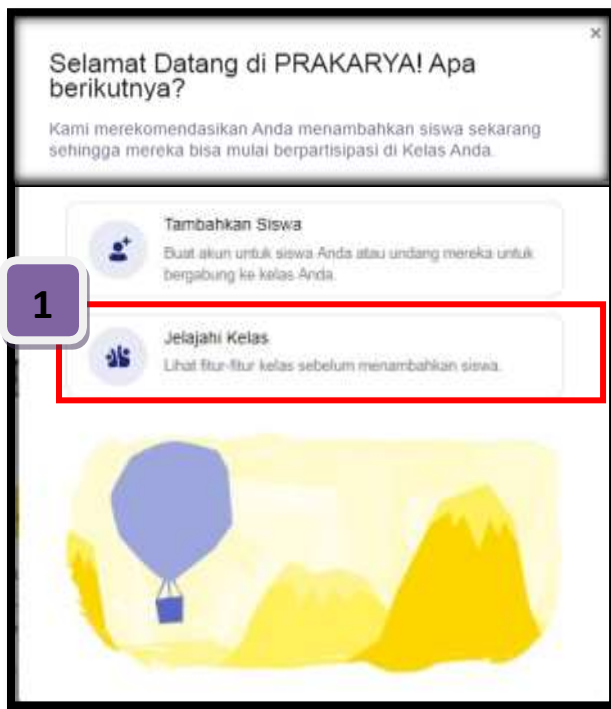 ×
Selamat Datang di PRAKARYA! Apa
berikutnya?
Kami merekomendasikan Anda menambahkan siswa sekarang
sehingga mereka bisa mulai berpartisipasi di Kelas Anda.
Tambahkan Siswa
Buat akun untuk siswa Anda atau undang mereka untuk
bergabung ke kelas Anda.
1
Jelajahi Kelas
Lihat fitur-fitur kelas sebelum menambahkan siswa.